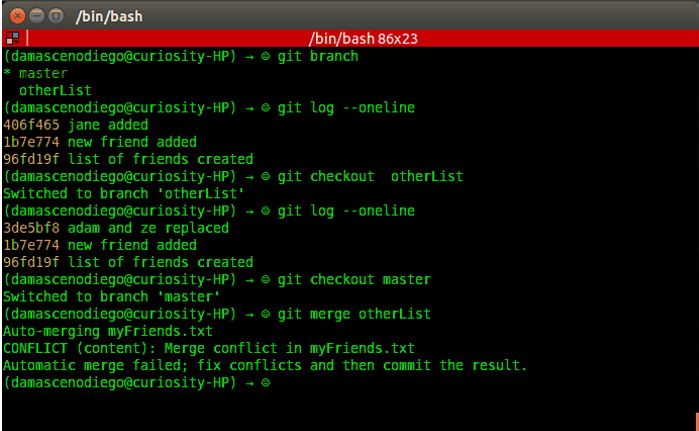 /bin/bash
/bin/bash 86x23
(damascenodiego@curiosity-HP) → ☺ git branch
* master
  otherList
(damascenodiego@curiosity-HP) → ☺ git log --oneline
406f465 jane added
1b7e774 new friend added
96fd19f list of friends created
(damascenodiego@curiosity-HP) → ☺ git checkout  otherList
Switched to branch 'otherList'
(damascenodiego@curiosity-HP) → ☺ git log --oneline
3de5bf8 adam and ze replaced
1b7e774 new friend added
96fd19f list of friends created
(damascenodiego@curiosity-HP) → ☺ git checkout master
Switched to branch 'master'
(damascenodiego@curiosity-HP) → ☺ git merge otherList
Auto-merging myFriends.txt
CONFLICT (content): Merge conflict in myFriends.txt
Automatic merge failed; fix conflicts and then commit the result.
(damascenodiego@curiosity-HP) → ☺